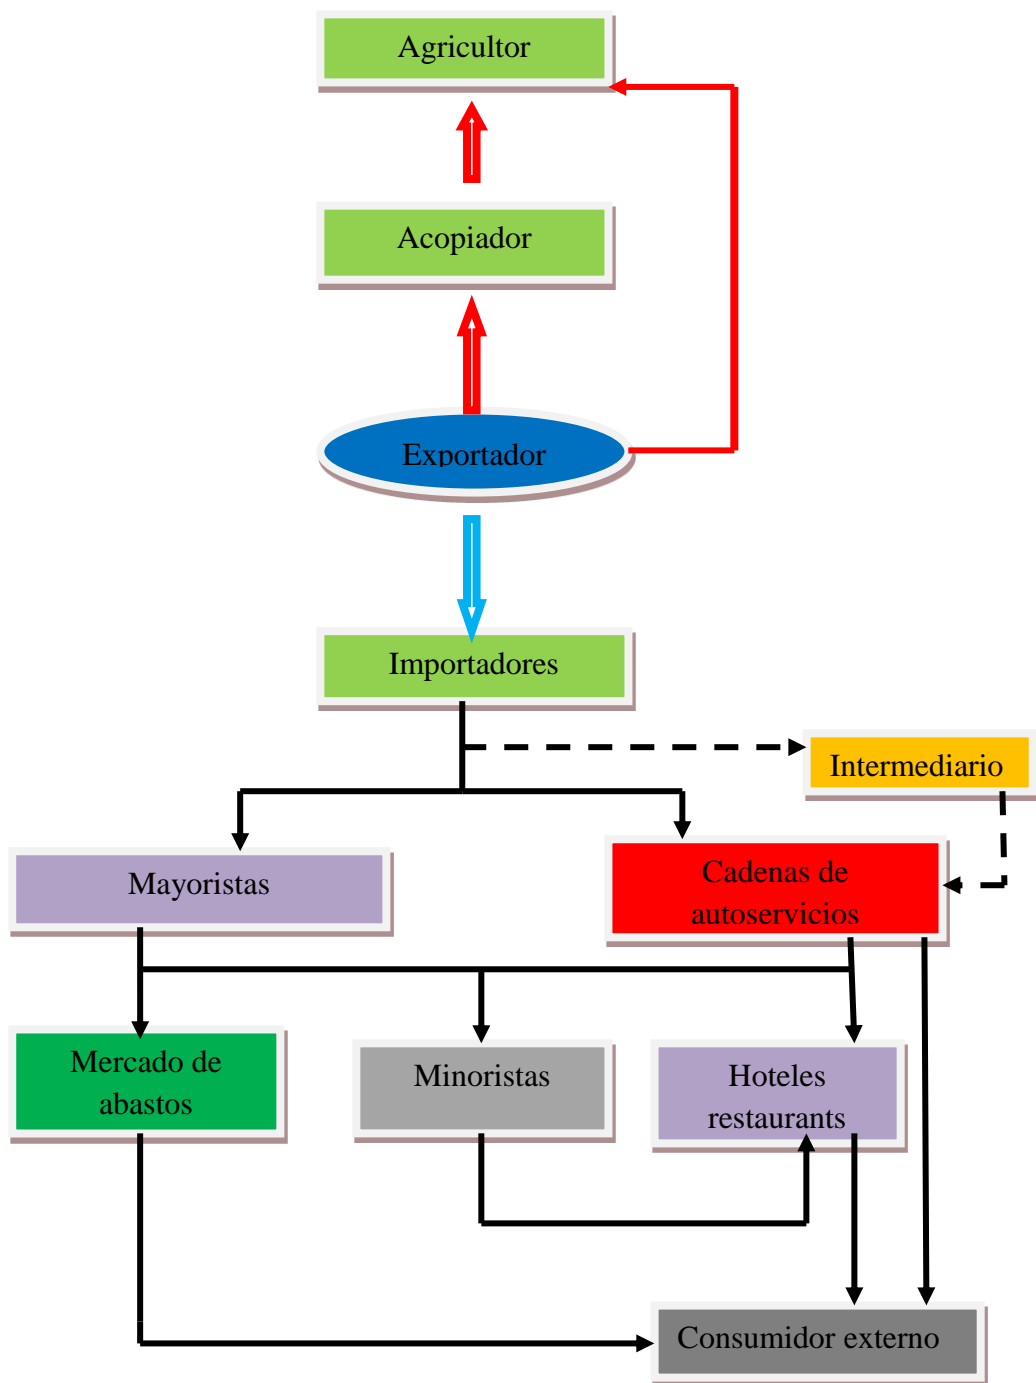 Agricultor
Acopiador
Exportador
Importadores
Intermediario
Mayoristas
Cadenas de
autoservicios
Mercado de
abastos
Minoristas
Hoteles
restaurants
Consumidor externo